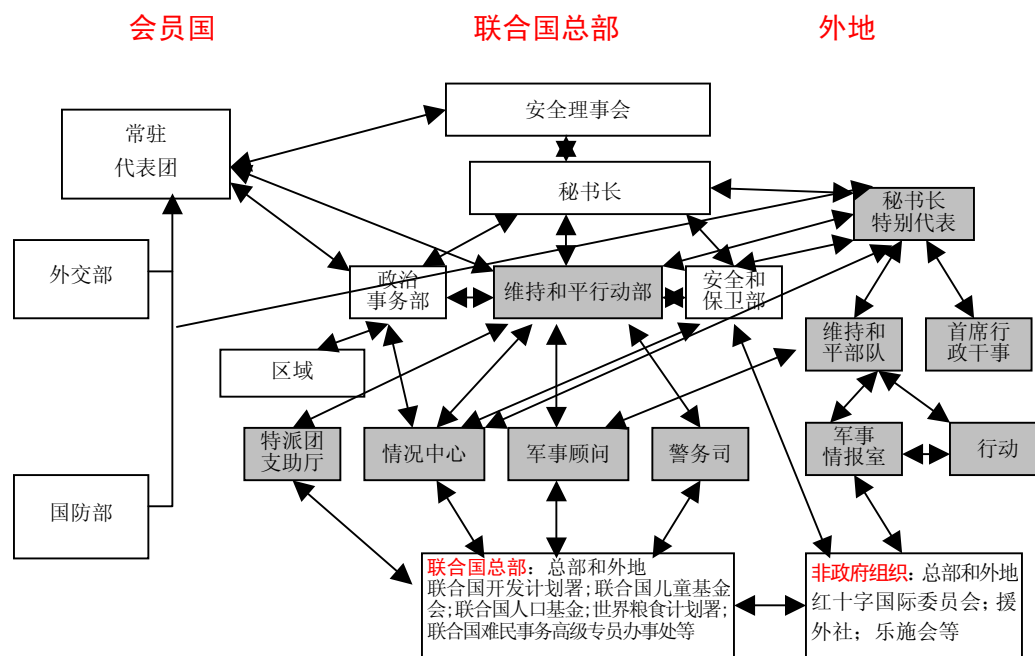 会员国
联合国总部
外地
安全理事会
常驻
代表团
秘书长
秘书长
特别代表
外交部
政治
事务部
维持和平行动部
安全和
保卫部
维持和
平部队
首席行
政干事
区域
特派团
支助厅
情况中心
军事顾问
警务司
军事
情报室
行动
国防部
联合国总部：总部和外地
联合国开发计划署；联合国儿童基金
会；联合国人口基金；世界粮食计划署；
联合国难民事务高级专员办事处等
非政府组织：总部和外地
红十字国际委员会；援
外社；乐施会等